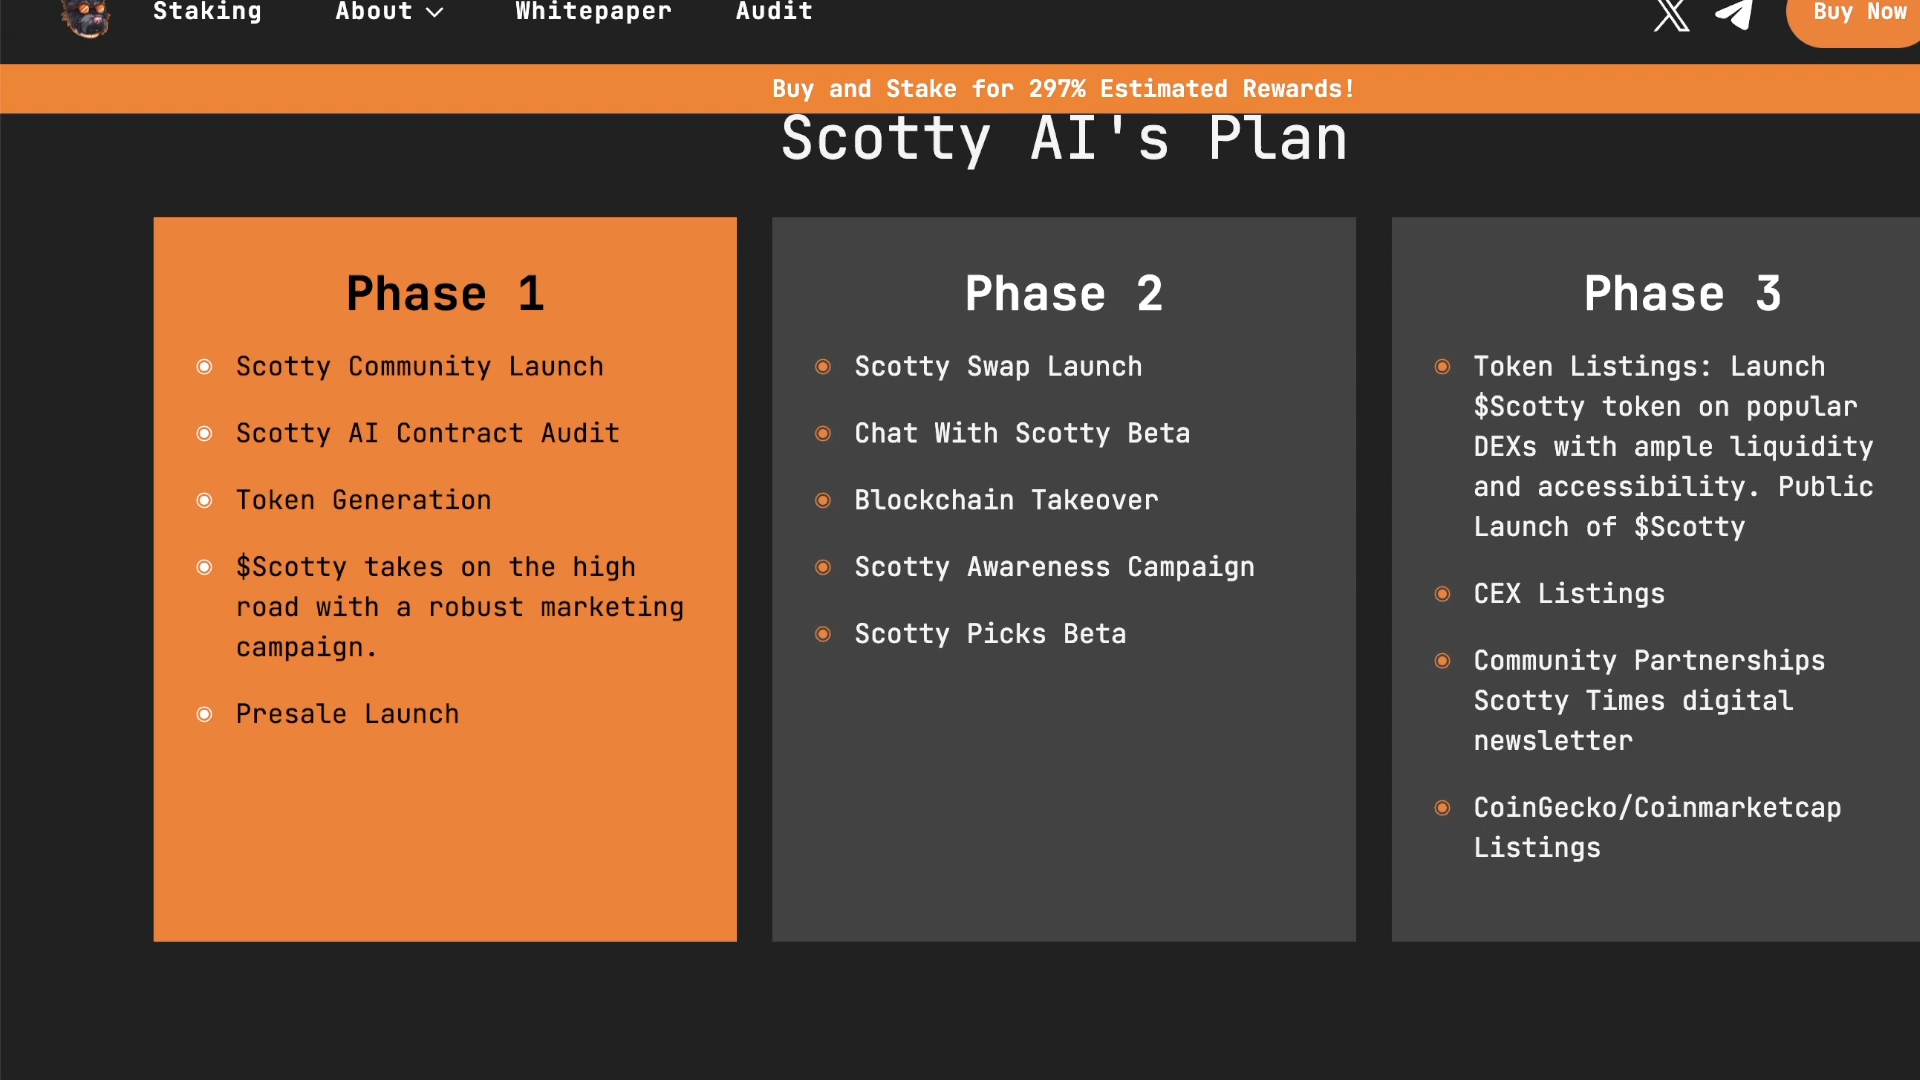 Staking About Whitepaper Audit Buy Now
Buy and Stake for 297% Estimated Rewards!
Scotty AI's Plan
Phase 1
Scotty Community Launch
Scotty AI Contract Audit
Token Generation
$Scotty takes on the high
road with a robust marketing
campaign.
Presale Launch
Phase 2
Scotty Swap Launch
Chat With Scotty Beta
Blockchain Takeover
Scotty Awareness Campaign
Scotty Picks Beta
Phase 3
Token Listings: Launch
$Scotty token on popular
DEXs with ample liquidity
and accessibility. Public
Launch of $Scotty
CEX Listings
Community Partnerships
Scotty Times digital
newsletter
CoinGecko/Coinmarketcap
Listings